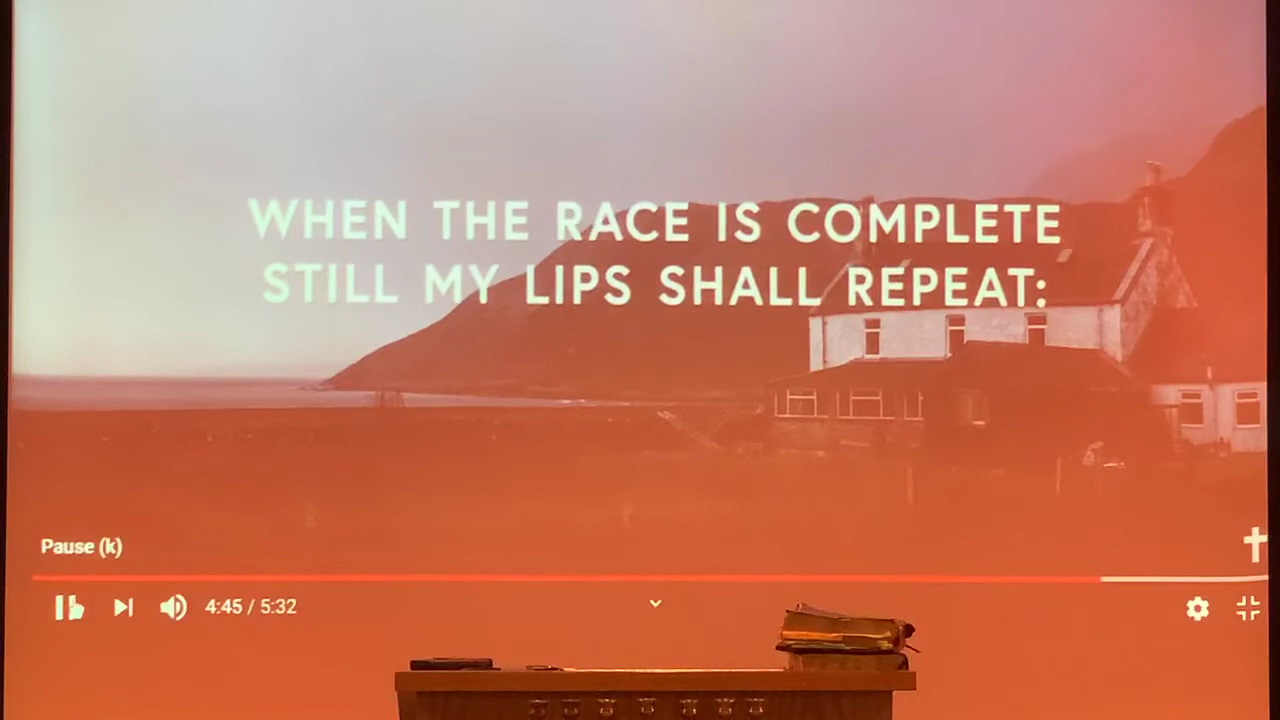 WHEN THE RACE IS COMPLETE
STILL MY LIPS SHALL REPEAT:
Pause (k)
4:45 / 5:32